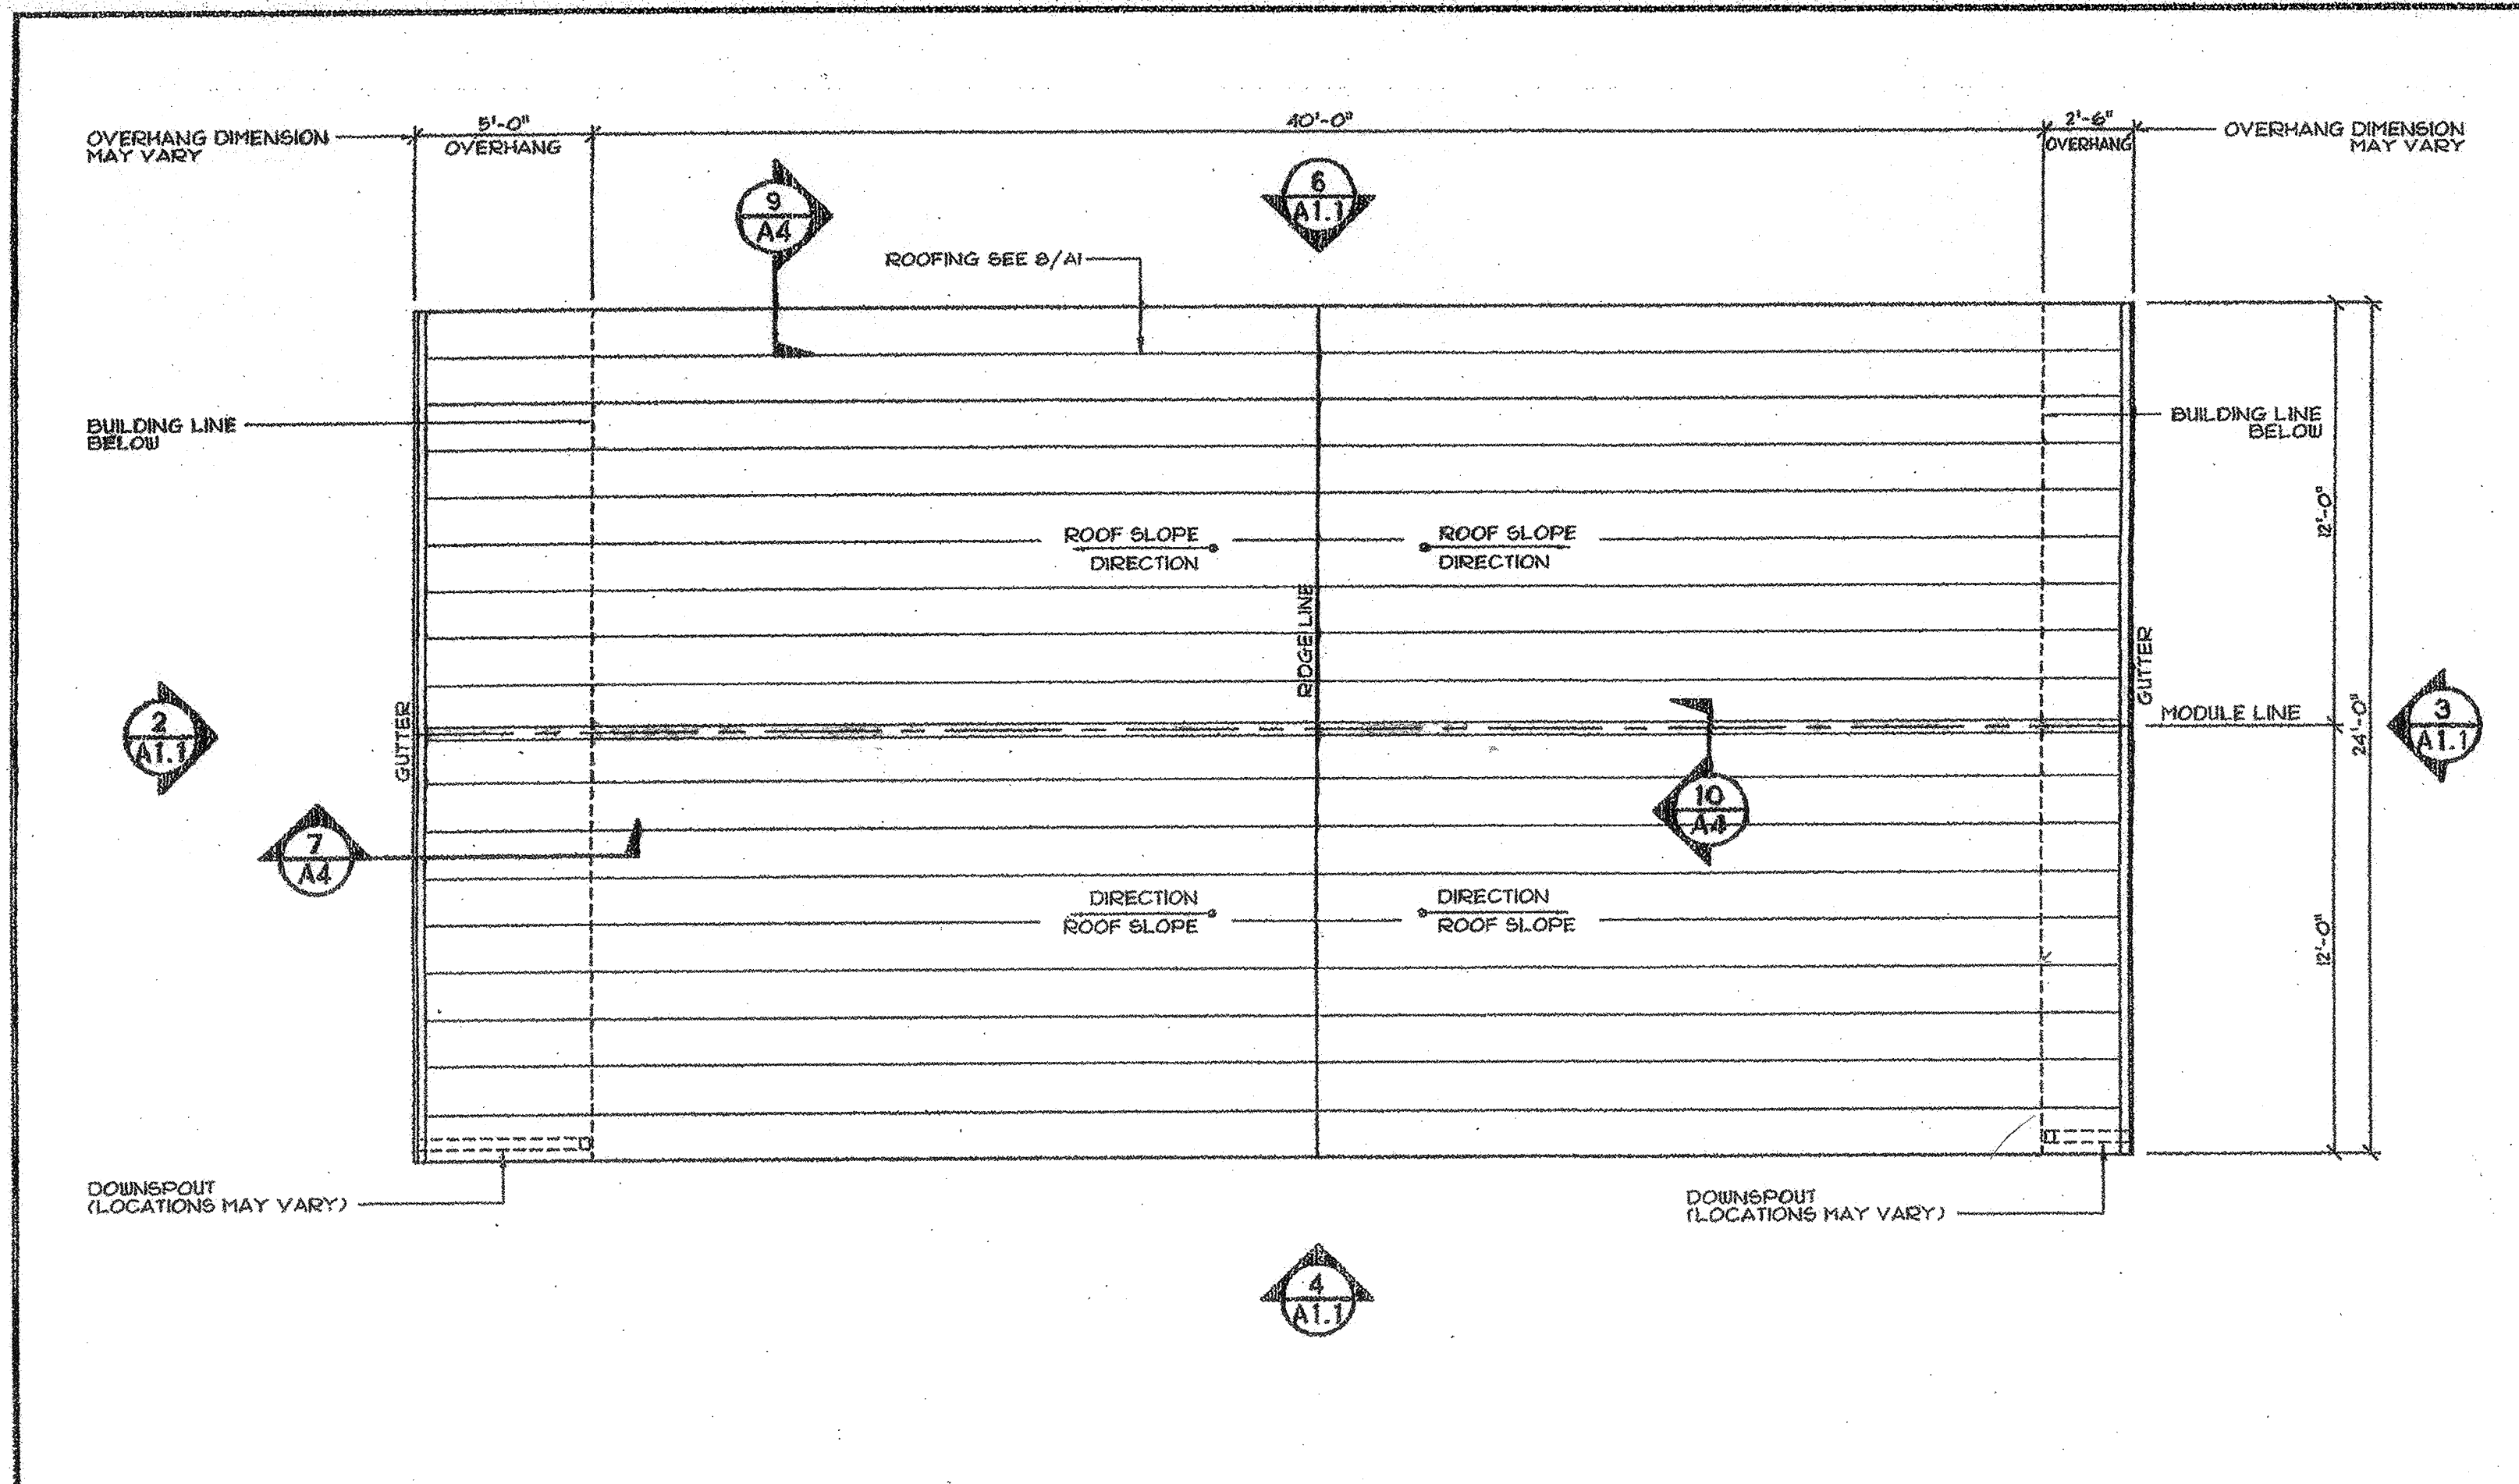 5'-0"
40'-0"
2'-6"
OVERHANG DIMENSION
MAY VARY
OVERHANG
OVERHANG
OVERHANG DIMENSION
MAY VARY
9
A4
6
A1.1
ROOFING SEE 8/A1
BUILDING LINE
BELOW
BUILDING LINE
BELOW
12'-0"
ROOF SLOPE
DIRECTION
ROOF SLOPE
DIRECTION
RIDGE LINE
GUTTER
GUTTER
MODULE LINE
24'-0"
2
A1.1
3
A1.1
10
A4
7
A4
DIRECTION
ROOF SLOPE
DIRECTION
ROOF SLOPE
12'-0"
DOWNSPOUT
(LOCATIONS MAY VARY)
DOWNSPOUT
(LOCATIONS MAY VARY)
4
A1.1